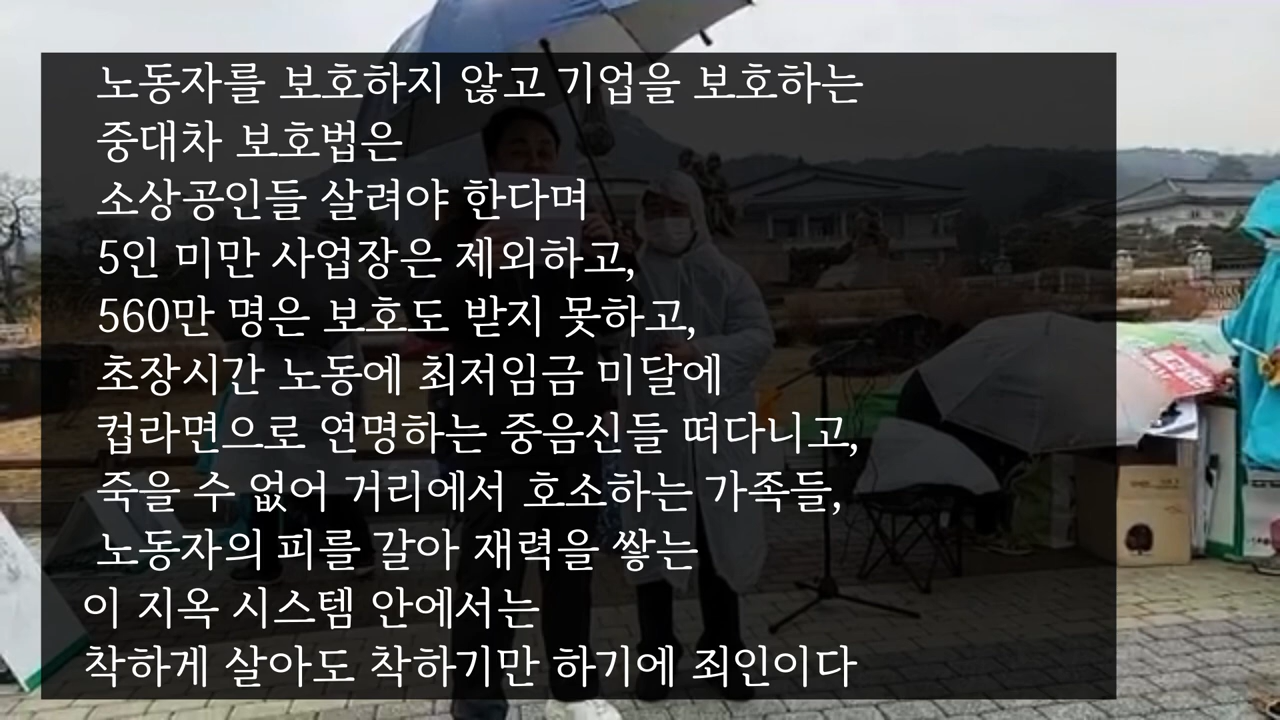 노동자를 보호하지 않고 기업을 보호하는
중대차 보호법은
소상공인들 살려야 한다며
5인 미만 사업장은 제외하고,
560만 명은 보호도 받지 못하고,
초장시간 노동에 최저임금 미달에
컵라면으로 연명하는 중음신들 떠다니고,
죽을 수 없어 거리에서 호소하는 가족들,
노동자의 피를 갈아 재력을 쌓는
이 지옥 시스템 안에서는
착하게 살아도 착하기만 하기에 죄인이다